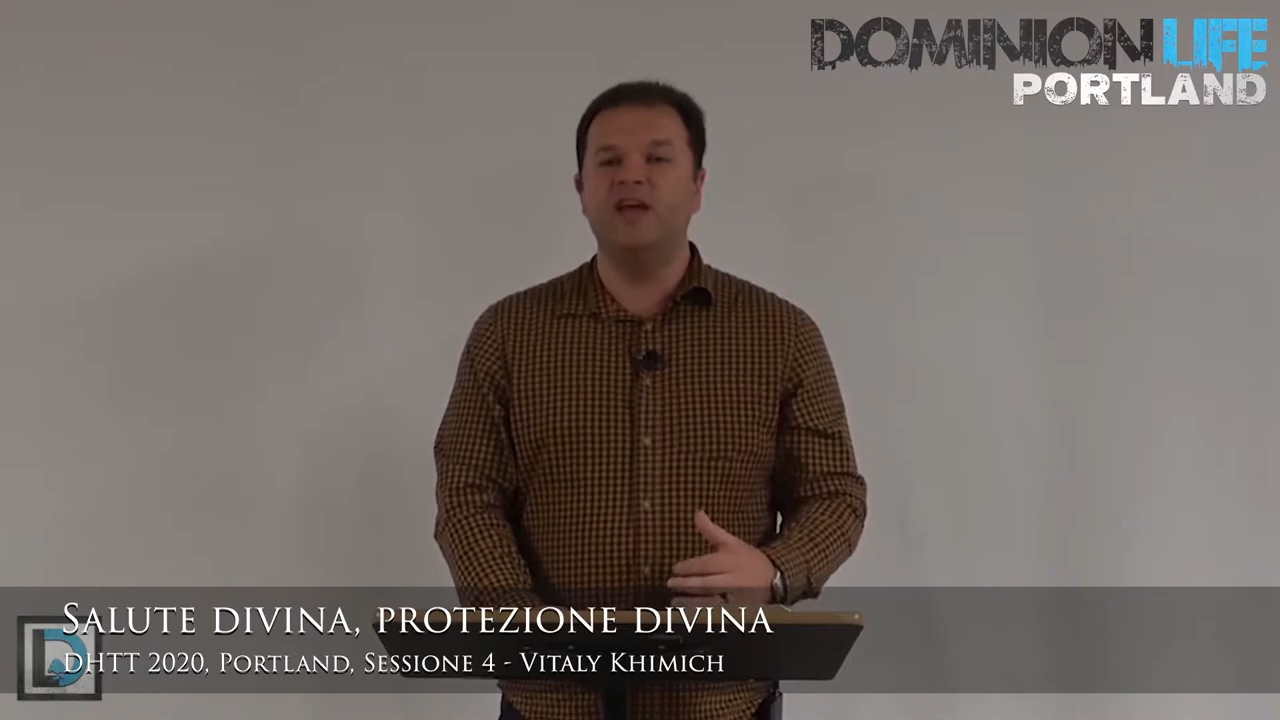 DOMINION LIFE
PORTLAND
Salute divina, protezione divina
DHTT 2020, Portland, Sessione 4 - Vitaly Khimich